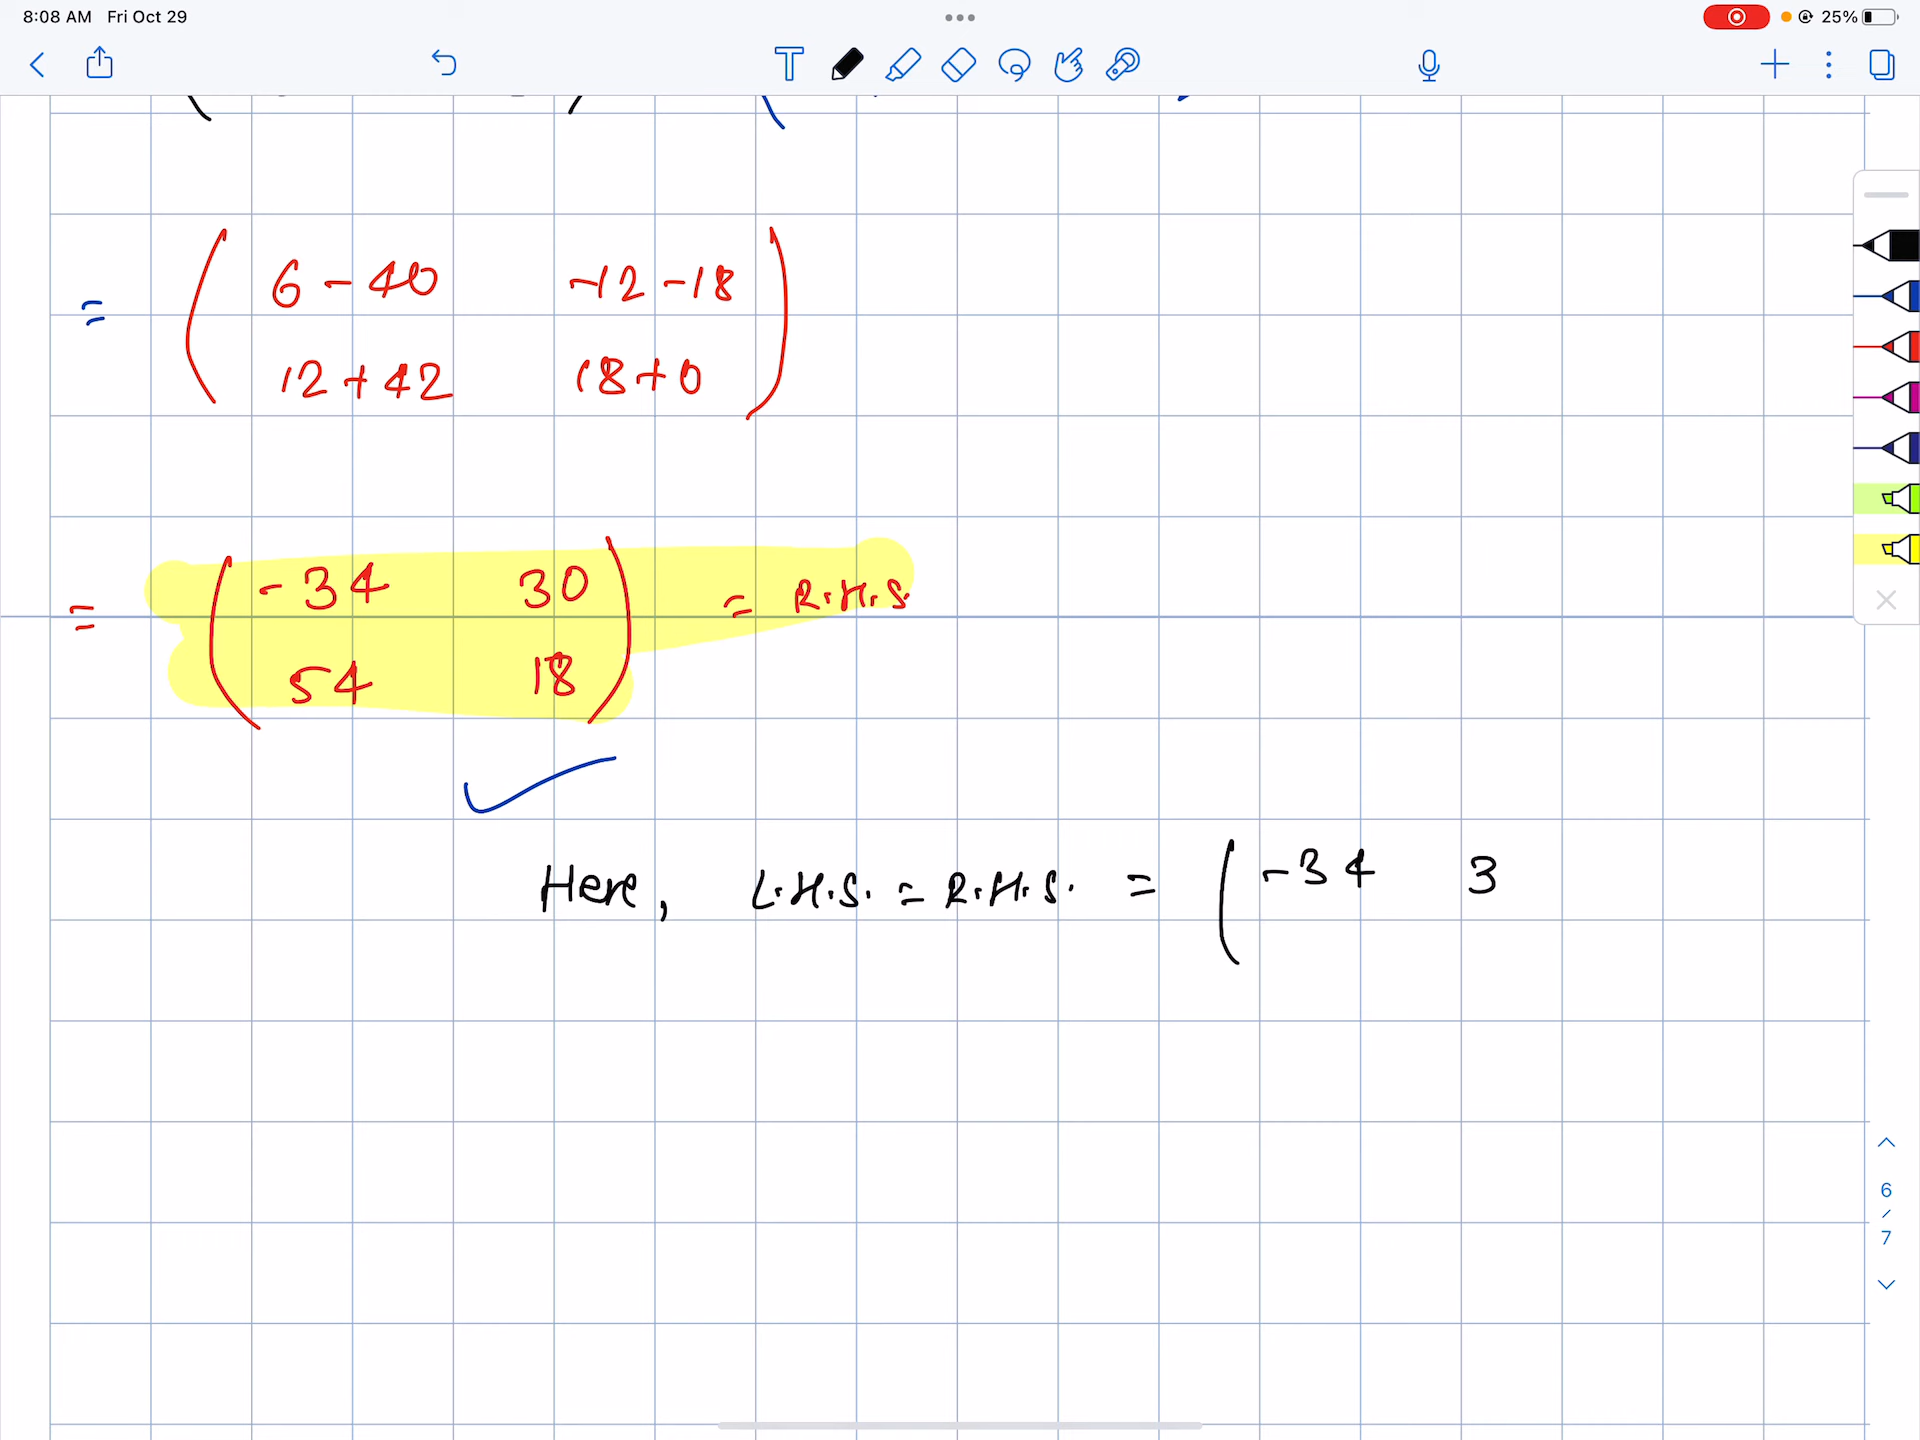 8:08 AM Fri Oct 29 25%
= ( 6 - 40 -12 - 18
12 + 42 18 + 0 )
= ( -34 30
54 18 ) = R.H.S.
Here, L.H.S. = R.H.S. = ( -34 3
6
/
7